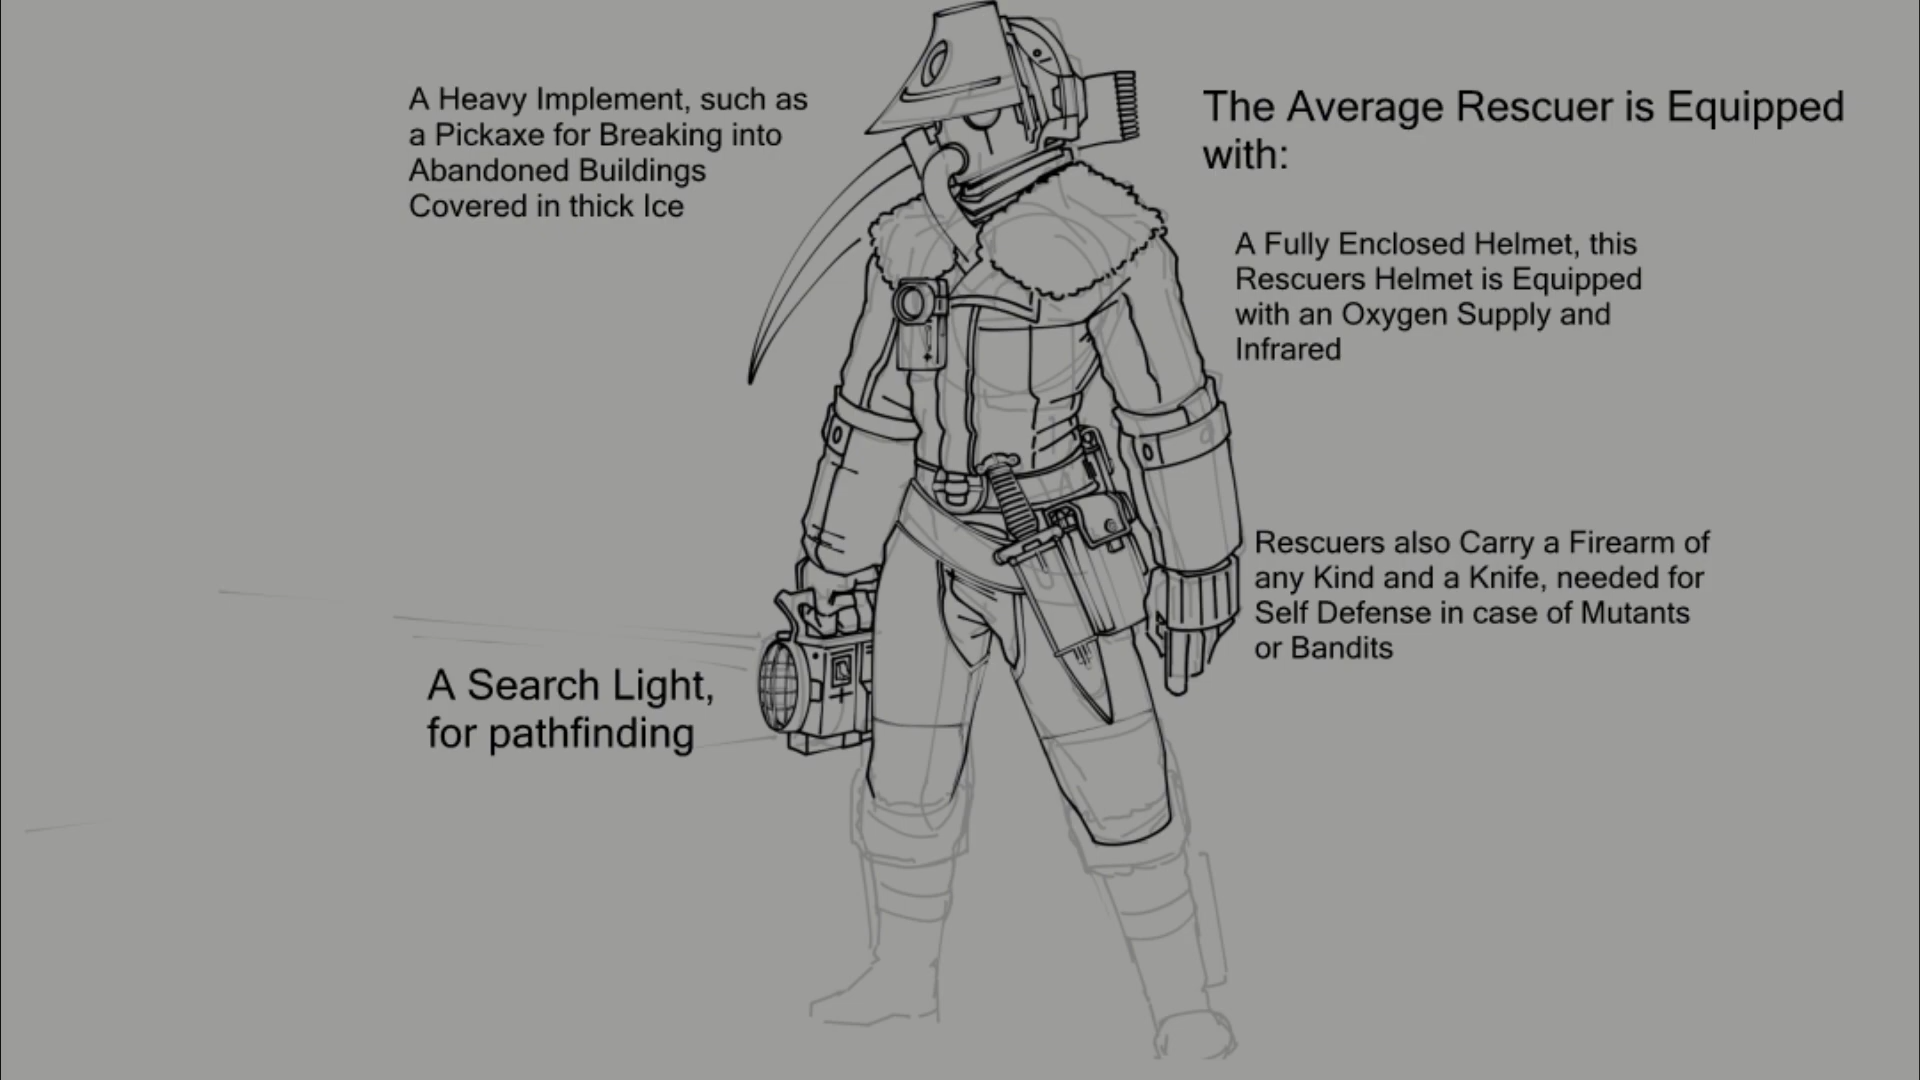 The Average Rescuer is Equipped
with:
A Heavy Implement, such as
a Pickaxe for Breaking into
Abandoned Buildings
Covered in thick Ice
A Fully Enclosed Helmet, this
Rescuers Helmet is Equipped
with an Oxygen Supply and
Infrared
Rescuers also Carry a Firearm of
any Kind and a Knife, needed for
Self Defense in case of Mutants
or Bandits
A Search Light,
for pathfinding